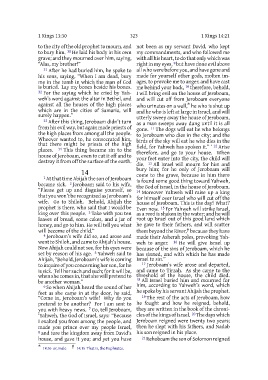 1 Kings 13:30
323
1 Kings 14:21
to the city of the old prophet to mourn, and
to bury him. 30 He laid his body in his own
grave; and they mourned over him, saying,
"Alas, my brother!"
31 After he had buried him, he spoke to
his sons, saying, "When I am dead, bury
me in the tomb in which the man of God
is buried. Lay my bones beside his bones.
32 For the saying which he cried by Yah-
weh's word against the altar in Bethel, and
against all the houses of the high places
which are in the cities of Samaria, will
surely happen."
33 After this thing, Jeroboam didn't turn
from his evil way, but again made priests of
the high places from among all the people.
Whoever wanted to, he consecrated him,
that there might be priests of the high
places. 34 This thing became sin to the
house of Jeroboam, even to cut it off and to
destroy it from off the surface of the earth.
14
1 At that time Abijah the son of Jeroboam
became sick. 2 Jeroboam said to his wife,
"Please get up and disguise yourself, so
that you won't be recognized as Jeroboam's
wife. Go to Shiloh. Behold, Ahijah the
prophet is there, who said that I would be
king over this people. 3 Take with you ten
loaves of bread, some cakes, and a jar of
honey, and go to him. He will tell you what
will become of the child."
4 Jeroboam's wife did so, and arose and
went to Shiloh, and came to Ahijah's house.
Now Ahijah could not see, for his eyes were
set by reason of his age. 5 Yahweh said to
Ahijah, "Behold, Jeroboam's wife is coming
to inquire of you concerning her son, for he
is sick. Tell her such and such; for it will be,
when she comes in, that she will pretend to
be another woman."
6 So when Ahijah heard the sound of her
feet as she came in at the door, he said,
"Come in, Jeroboam's wife! Why do you
pretend to be another? For I am sent to
you with heavy news. 7 Go, tell Jeroboam,
'Yahweh, the God of Israel, says: "Because
I exalted you from among the people, and
made you prince over my people Israel,
8 and tore the kingdom away from David's
house, and gave it you; and yet you have
not been as my servant David, who kept
my commandments, and who followed me
with all his heart, to do that only which was
right in my eyes, 9 but have done evil above
all who were before you, and have gone and
made for yourself other gods, molten im-
ages, to provoke me to anger, and have cast
me behind your back, 10 therefore, behold,
I will bring evil on the house of Jeroboam,
and will cut off from Jeroboam everyone
who urinates on a wall, he who is shut up
and he who is left at large in Israel, and will
utterly sweep away the house of Jeroboam,
as a man sweeps away dung until it is all
gone. 11 The dogs will eat he who belongs
to Jeroboam who dies in the city; and the
birds of the sky will eat he who dies in the
field, for Yahweh has spoken it."' 12 Arise
therefore, and go to your house. When
your feet enter into the city, the child will
die. 13 All Israel will mourn for him and
bury him; for he only of Jeroboam will
come to the grave, because in him there
is found some good thing toward Yahweh,
the God of Israel, in the house of Jeroboam.
14 Moreover Yahweh will raise up a king
for himself over Israel who will cut off the
house of Jeroboam. This is the day! What?
Even now. 15 For Yahweh will strike Israel,
as a reed is shaken in the water; and he will
root up Israel out of this good land which
he gave to their fathers, and will scatter
them beyond the River, because they have
made their Asherah poles, provoking Yah-
weh to anger. 16 He will give Israel up
because of the sins of Jeroboam, which he
has sinned, and with which he has made
Israel to sin."
17 Jeroboam's wife arose and departed,
and came to Tirzah. As she came to the
threshold of the house, the child died.
18 All Israel buried him and mourned for
him, according to Yahweh's word, which
he spoke by his servant Ahijah the prophet.
19 The rest of the acts of Jeroboam, how
he fought and how he reigned, behold,
they are written in the book of the chroni-
cles of the kings of Israel. 20 The days which
Jeroboam reigned were twenty two years;
then he slept with his fathers, and Nadab
his son reigned in his place.
21 Rehoboam the son of Solomon reigned